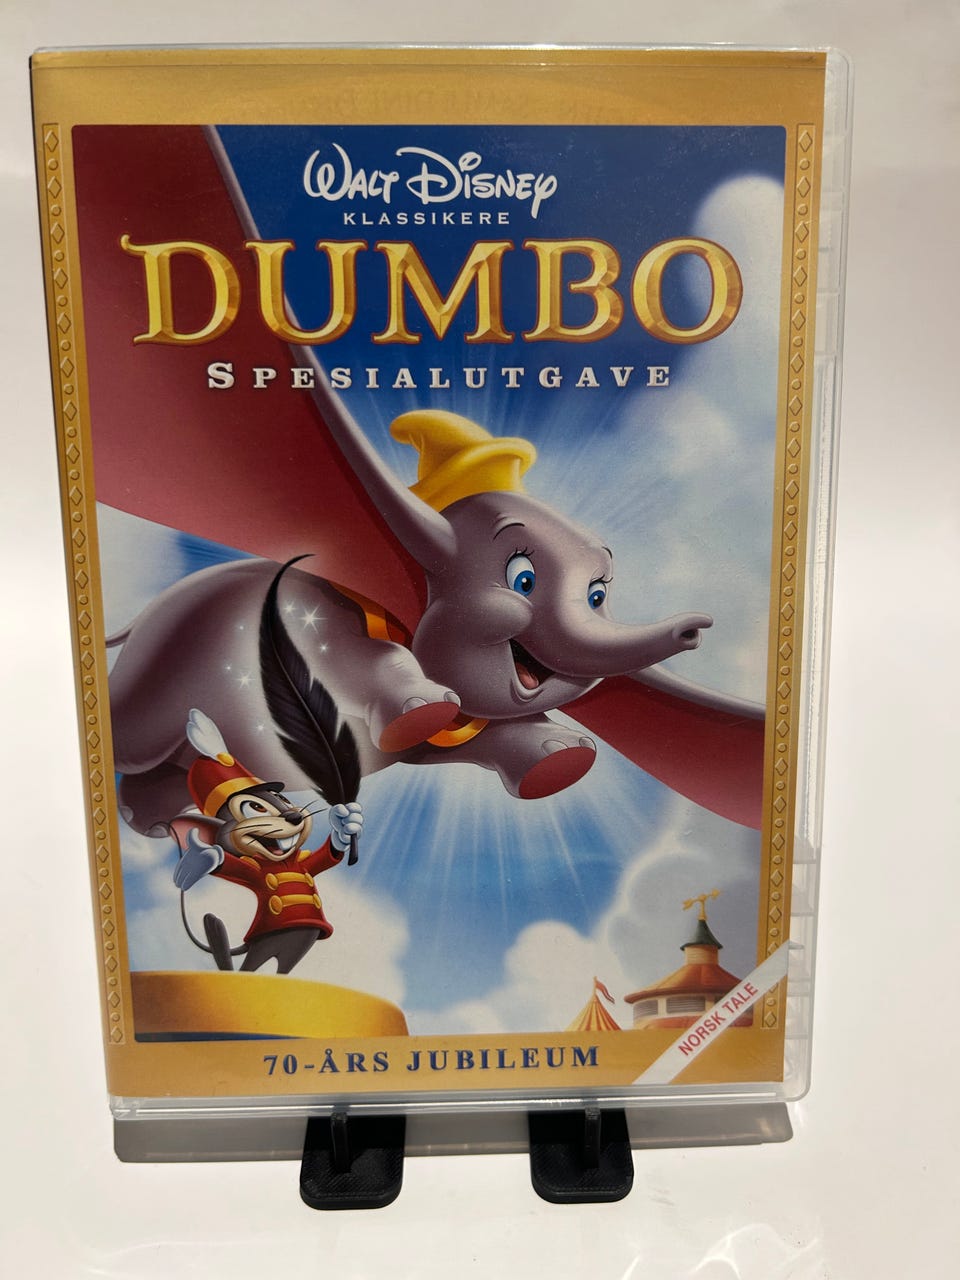 WALT DISNEY
KLASSIKERE
DUMBO
SPESIALUTGAVE
70-ÅRS JUBILEUM
NORSK TALE